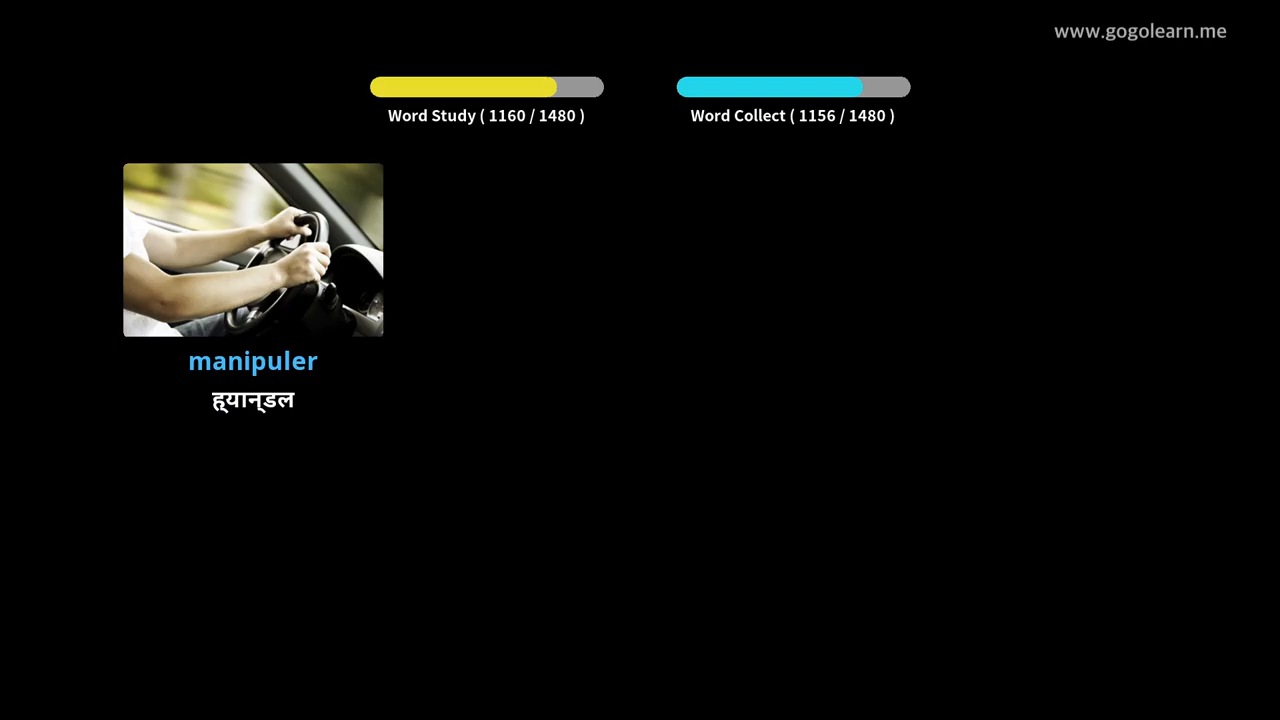 www.gogolearn.me
Word Study ( 1160 / 1480 )
Word Collect ( 1156 / 1480 )
manipuler
ह्यान्डल